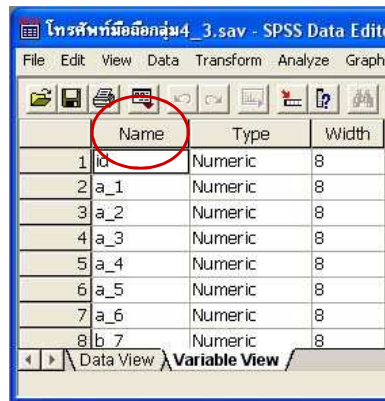 โทรศัพท์มือถือกลุ่ม4_3.sav - SPSS Data Edit
File Edit View Data Transform Analyze Graph
Name Type Width
1 id Numeric 8
2 a_1 Numeric 8
3 a_2 Numeric 8
4 a_3 Numeric 8
5 a_4 Numeric 8
6 a_5 Numeric 8
7 a_6 Numeric 8
8 b_7 Numeric 8
Data View Variable View